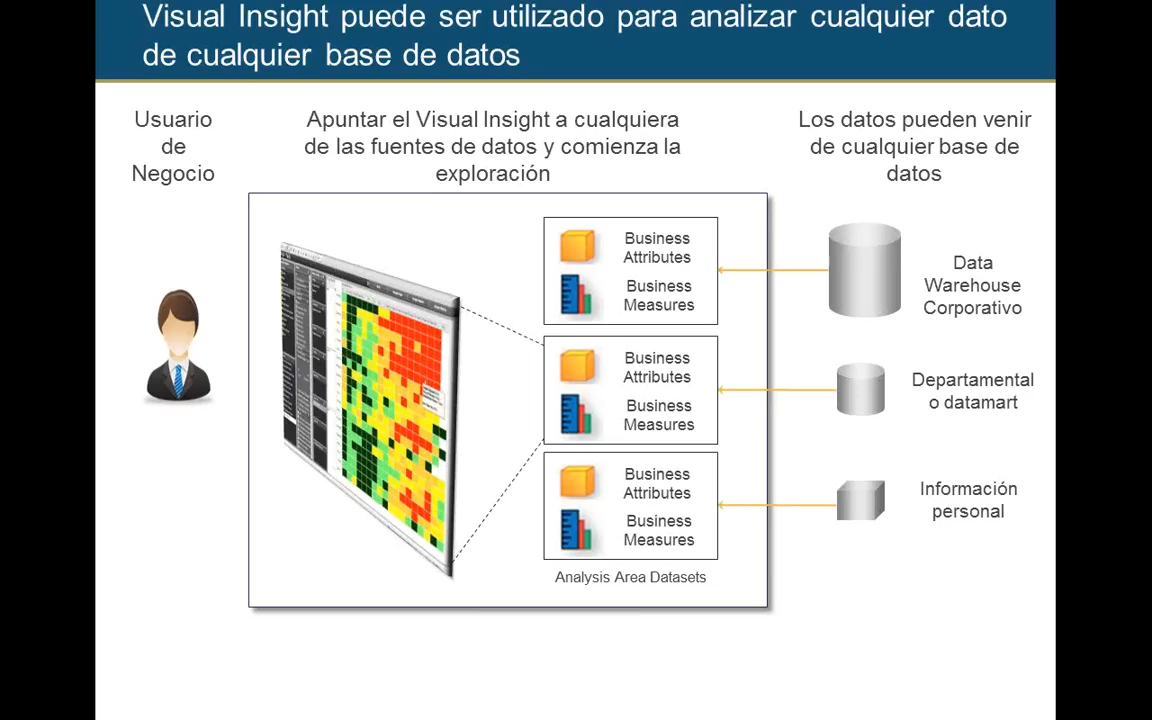 Visual Insight puede ser utilizado para analizar cualquier dato
de cualquier base de datos
Usuario
de
Negocio
Apuntar el Visual Insight a cualquiera
de las fuentes de datos y comienza la
exploración
Los datos pueden venir
de cualquier base de
datos
Business
Attributes
Business
Measures
Data
Warehouse
Corporativo
Business
Attributes
Business
Measures
Departamental
o datamart
Business
Attributes
Business
Measures
Información
personal
Analysis Area Datasets